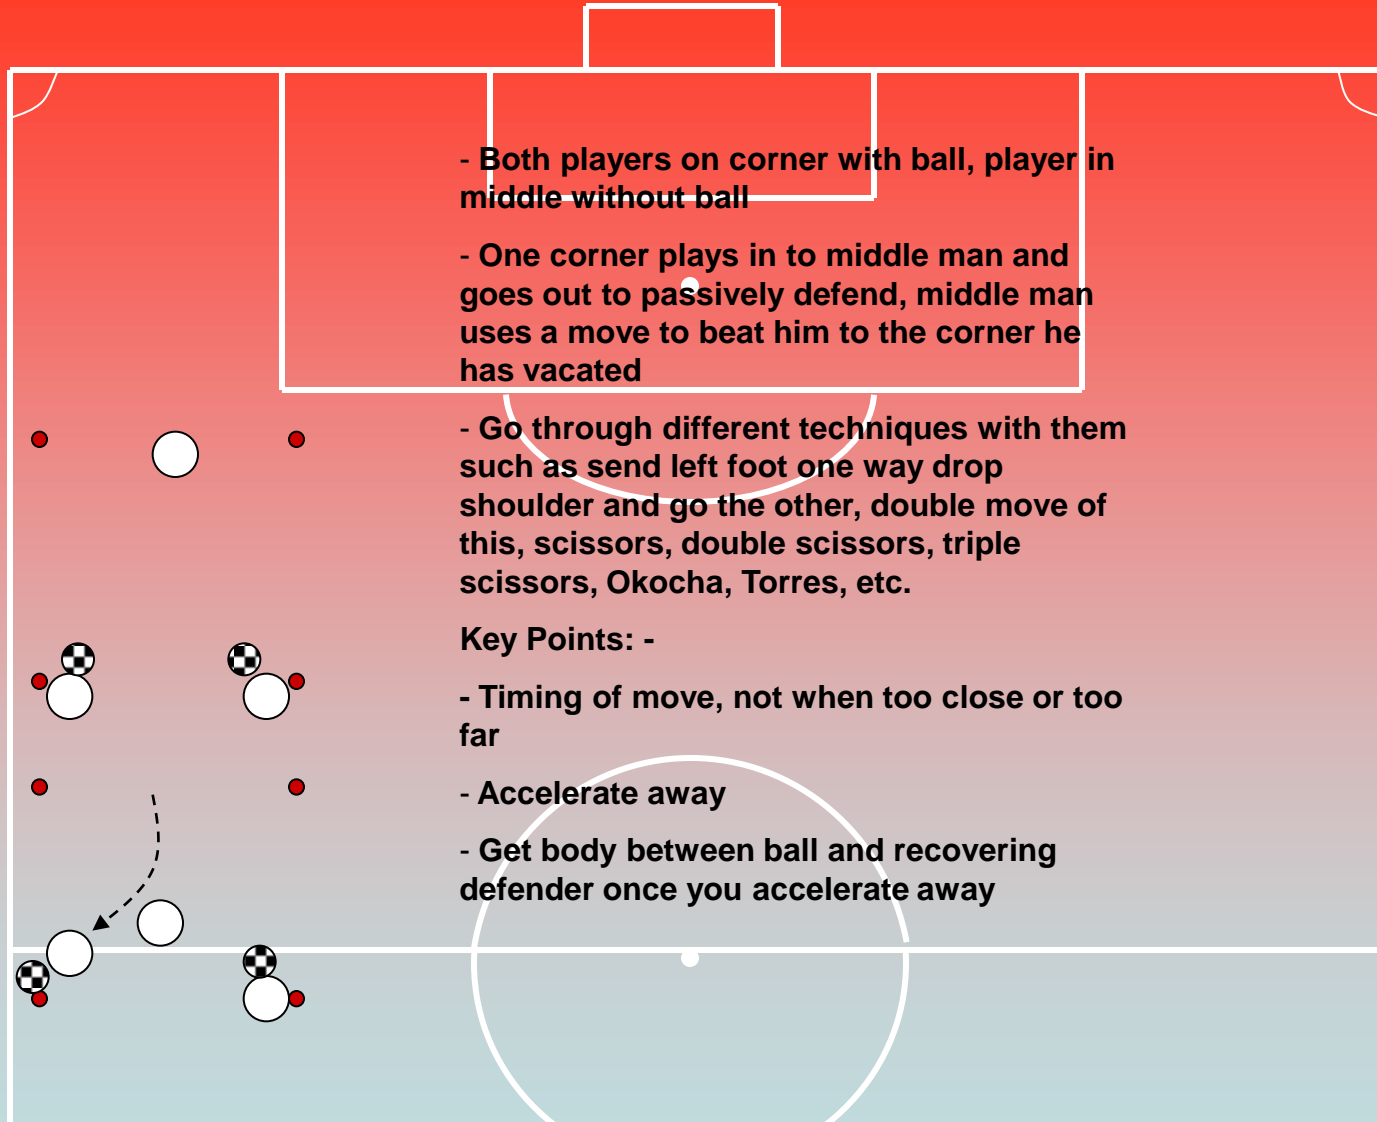 - Both players on corner with ball, player in
middle without ball
- One corner plays in to middle man and
goes out to passively defend, middle man
uses a move to beat him to the corner he
has vacated
- Go through different techniques with them
such as send left foot one way drop
shoulder and go the other, double move of
this, scissors, double scissors, triple
scissors, Okocha, Torres, etc.
Key Points: -
- Timing of move, not when too close or too
far
- Accelerate away
- Get body between ball and recovering
defender once you accelerate away